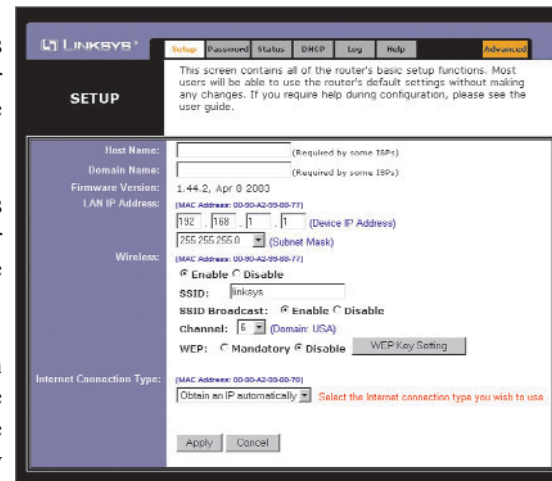 LINKSYS®
Setup Password Status DHCP Log Help Advanced
SETUP
This screen contains all of the router's basic setup functions. Most
users will be able to use the router's default settings without making
any changes. If you require help during configuration, please see the
user guide.
Host Name: (Required by some ISPs)
Domain Name: (Required by some ISPs)
Firmware Version: 1.44.2, Apr 8 2003
LAN IP Address: (MAC Address: 00-90-A2-99-88-77)
192 . 168 . 1 . 1 (Device IP Address)
255.255.255.0 (Subnet Mask)
Wireless: (MAC Address: 00-90-A2-99-88-77)
Enable Disable
SSID: linksys
SSID Broadcast: Enable Disable
Channel: 6 (Domain: USA)
WEP: Mandatory Disable WEP Key Setting
Internet Connection Type: (MAC Address: 00-90-A2-99-88-78)
Obtain an IP automatically Select the Internet connection type you wish to use
Apply Cancel